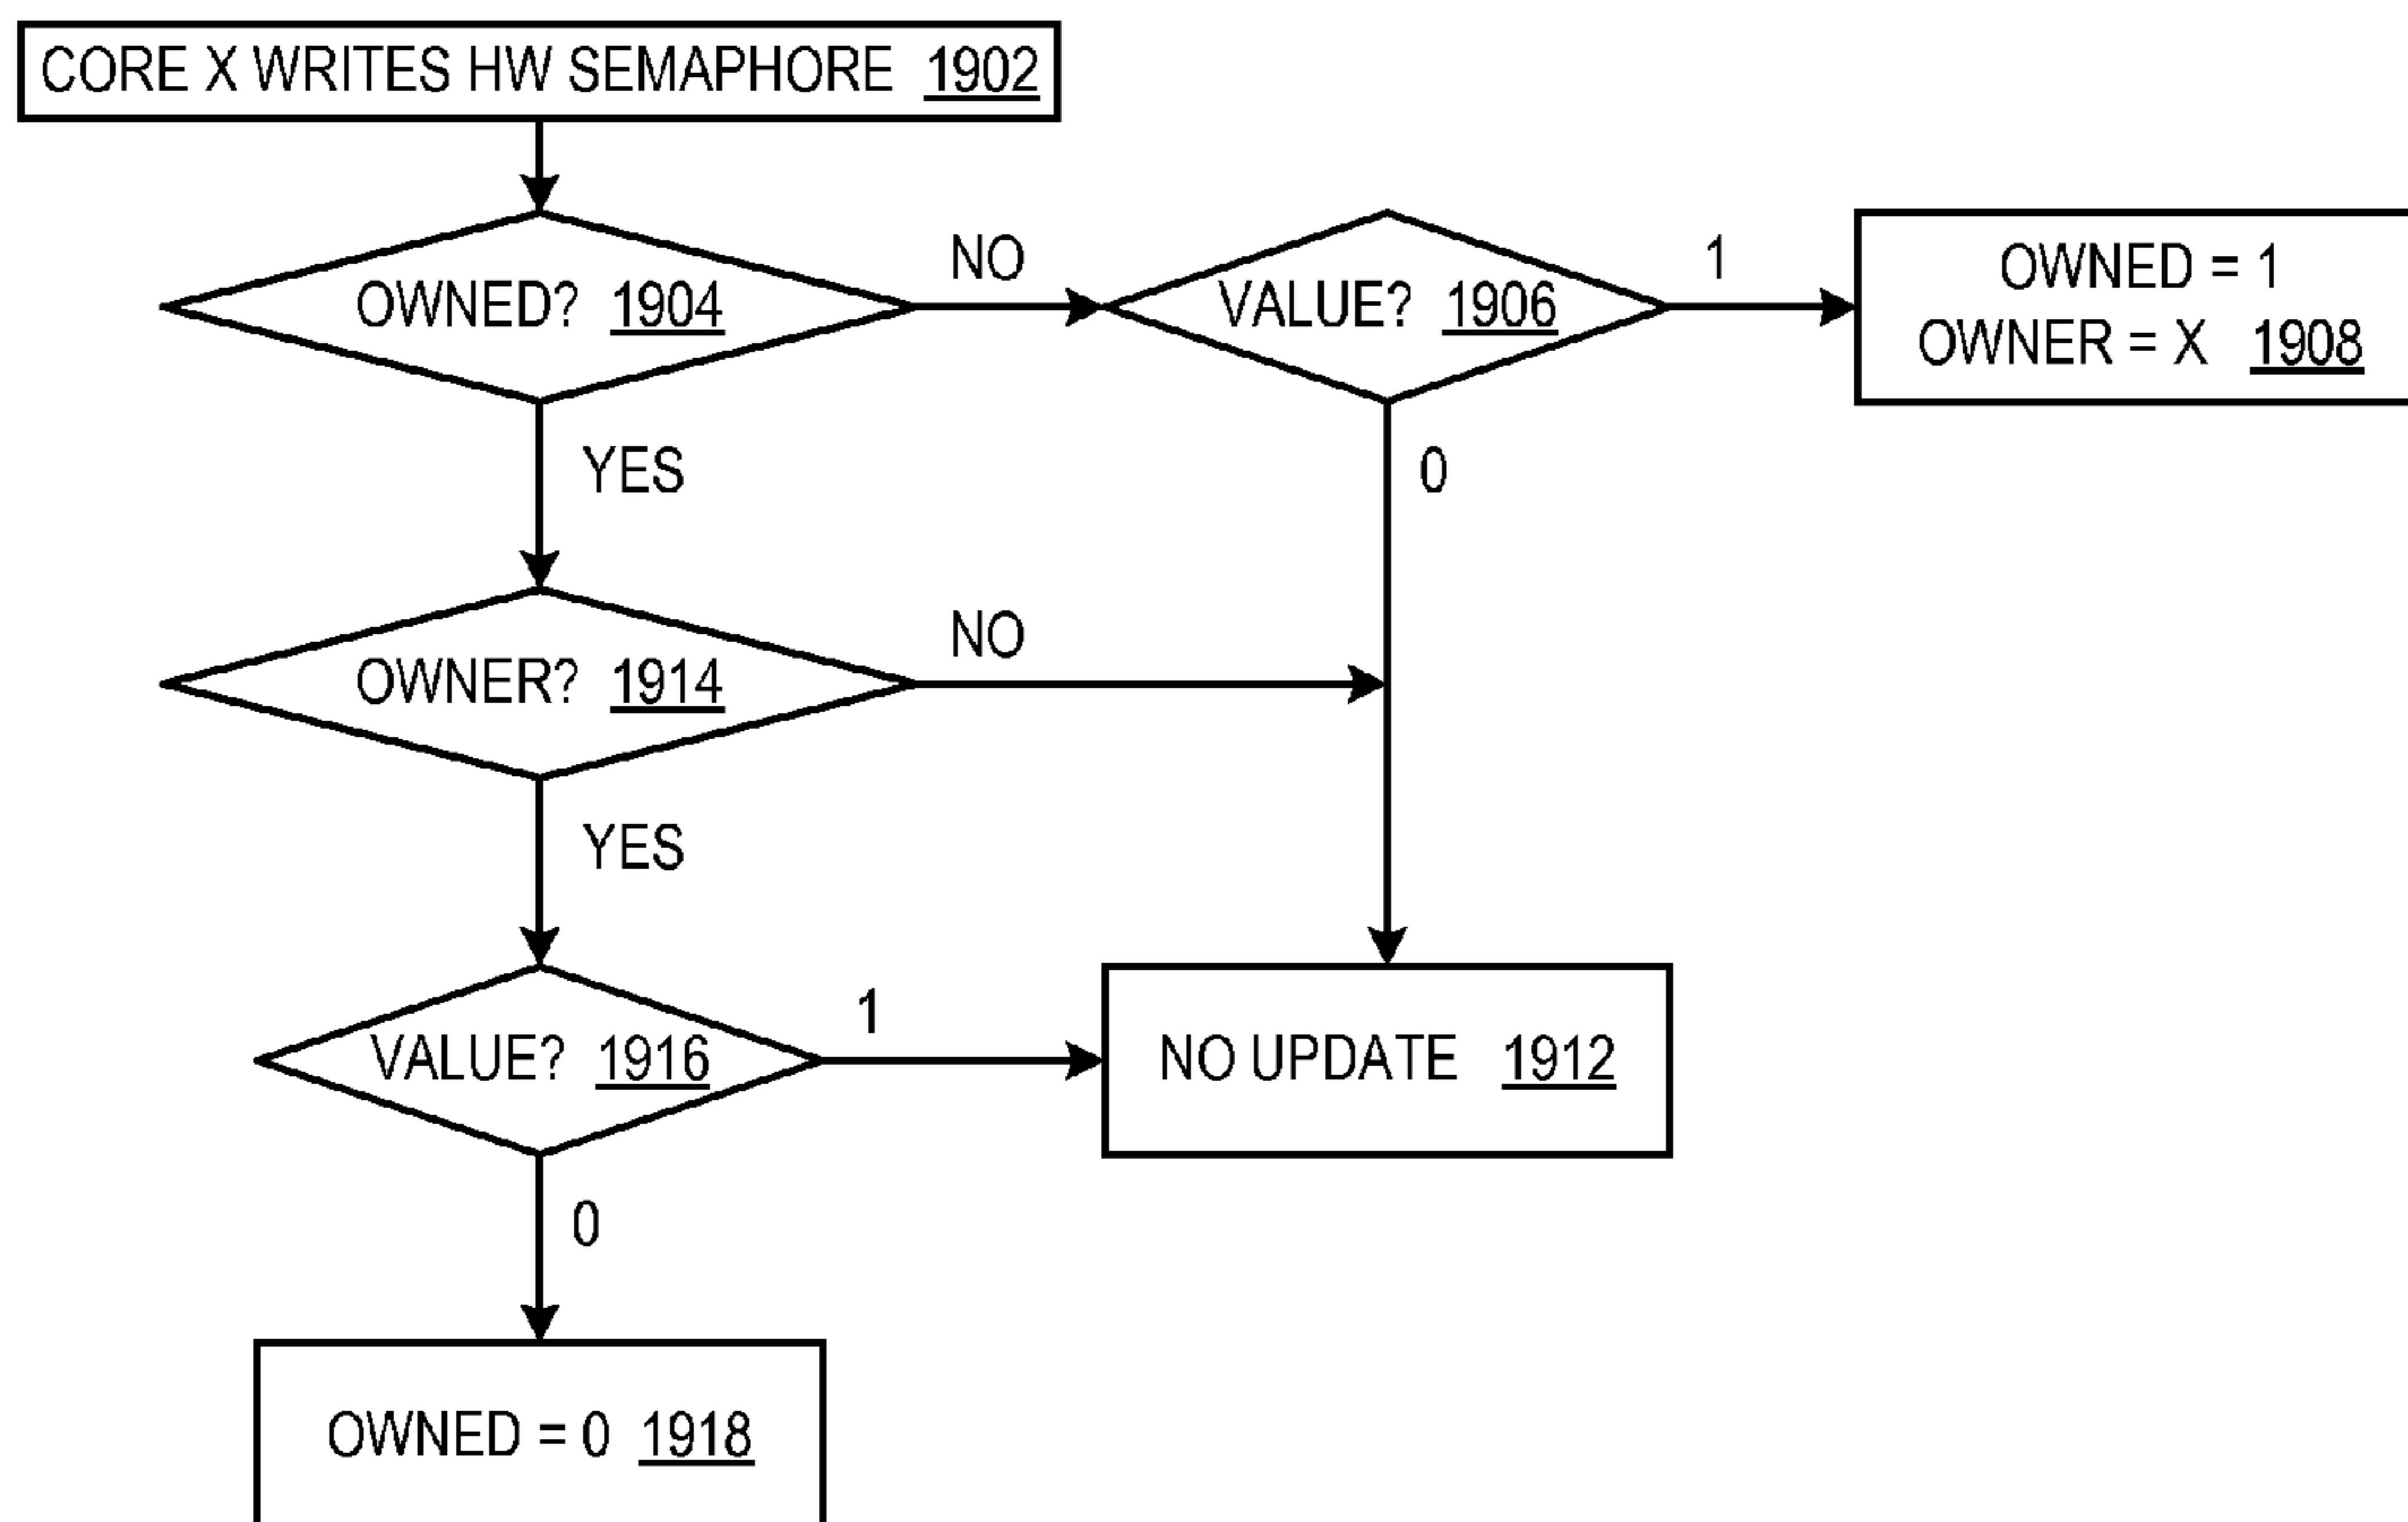 CORE X WRITES HW SEMAPHORE 1902
OWNED? 1904
NO
VALUE? 1906
1
OWNED = 1
OWNER = X 1908
YES
0
OWNER? 1914
NO
YES
VALUE? 1916
1
NO UPDATE 1912
0
OWNED = 0 1918